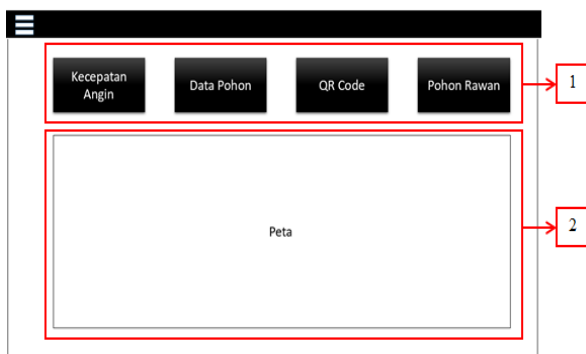 Kecepatan
Angin
Data Pohon
QR Code
Pohon Rawan
1
Peta
2